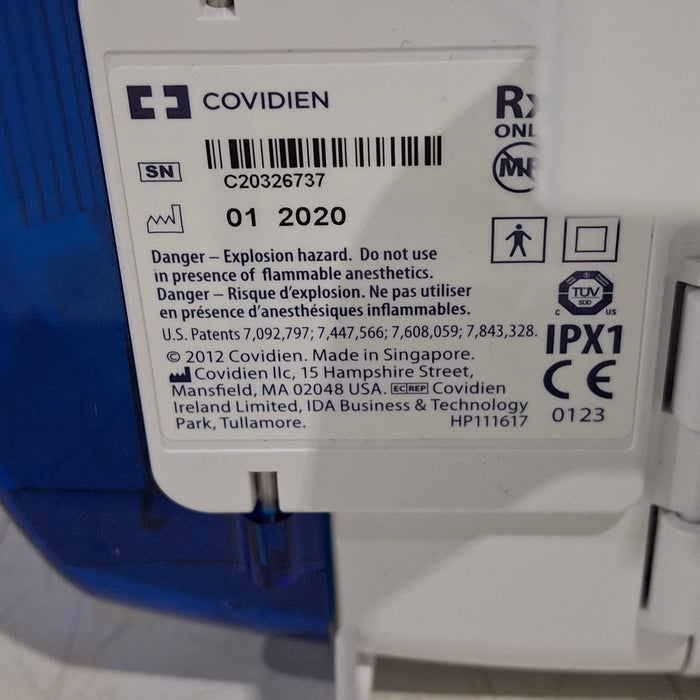 COVIDIEN
Rx
ONL
SN
C20326737
MR
01 2020
Danger – Explosion hazard. Do not use
in presence of flammable anesthetics.
Danger – Risque d'explosion. Ne pas utiliser
en présence d'anesthésiques inflammables.
U.S. Patents 7,092,797; 7,447,566; 7,608,059; 7,843,328.
© 2012 Covidien. Made in Singapore.
Covidien llc, 15 Hampshire Street,
Mansfield, MA 02048 USA. EC REP Covidien
Ireland Limited, IDA Business & Technology
Park, Tullamore.
HP111617
TÜV
SÜD
C US
IPX1
CE
0123